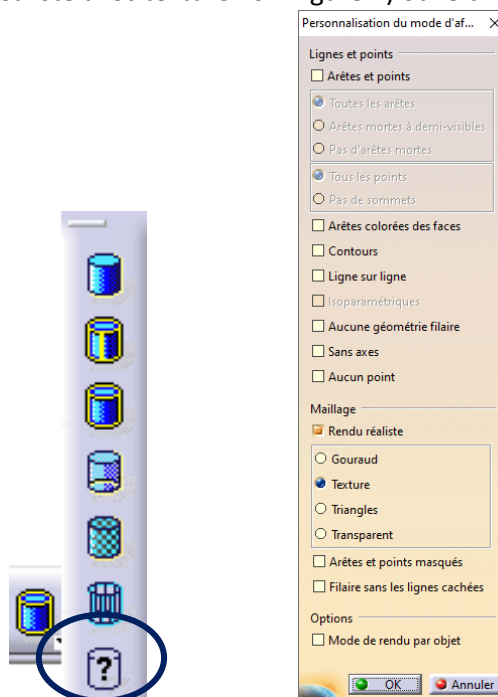 Personnalisation du mode d'af...
Lignes et points
Arêtes et points
Toutes les arêtes
Arêtes mortes à demi-visibles
Pas d'arêtes mortes
Tous les points
Pas de sommets
Arêtes colorées des faces
Contours
Ligne sur ligne
Isoparamétriques
Aucune géométrie filaire
Sans axes
Aucun point
Maillage
Rendu réaliste
Gouraud
Texture
Triangles
Transparent
Arêtes et points masqués
Filaire sans les lignes cachées
Options
Mode de rendu par objet
?
OK
Annuler